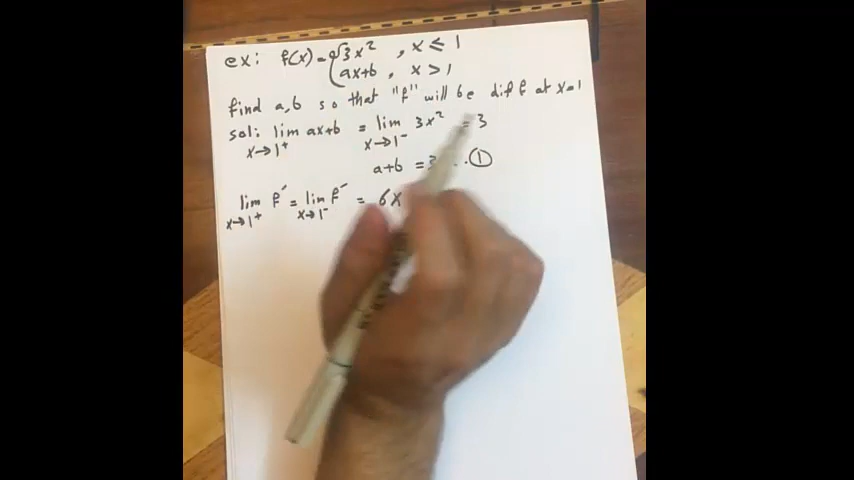 ex: f(x) = { 3x² , x ≤ 1
ax+b , x > 1
find a,b so that "f" will be diff at x=1
sol: lim x→1⁺ ax+b = lim x→1⁻ 3x² = 3
a+b = 3 .. ①
lim x→1⁺ f′ = lim x→1⁻ f′ = 6x